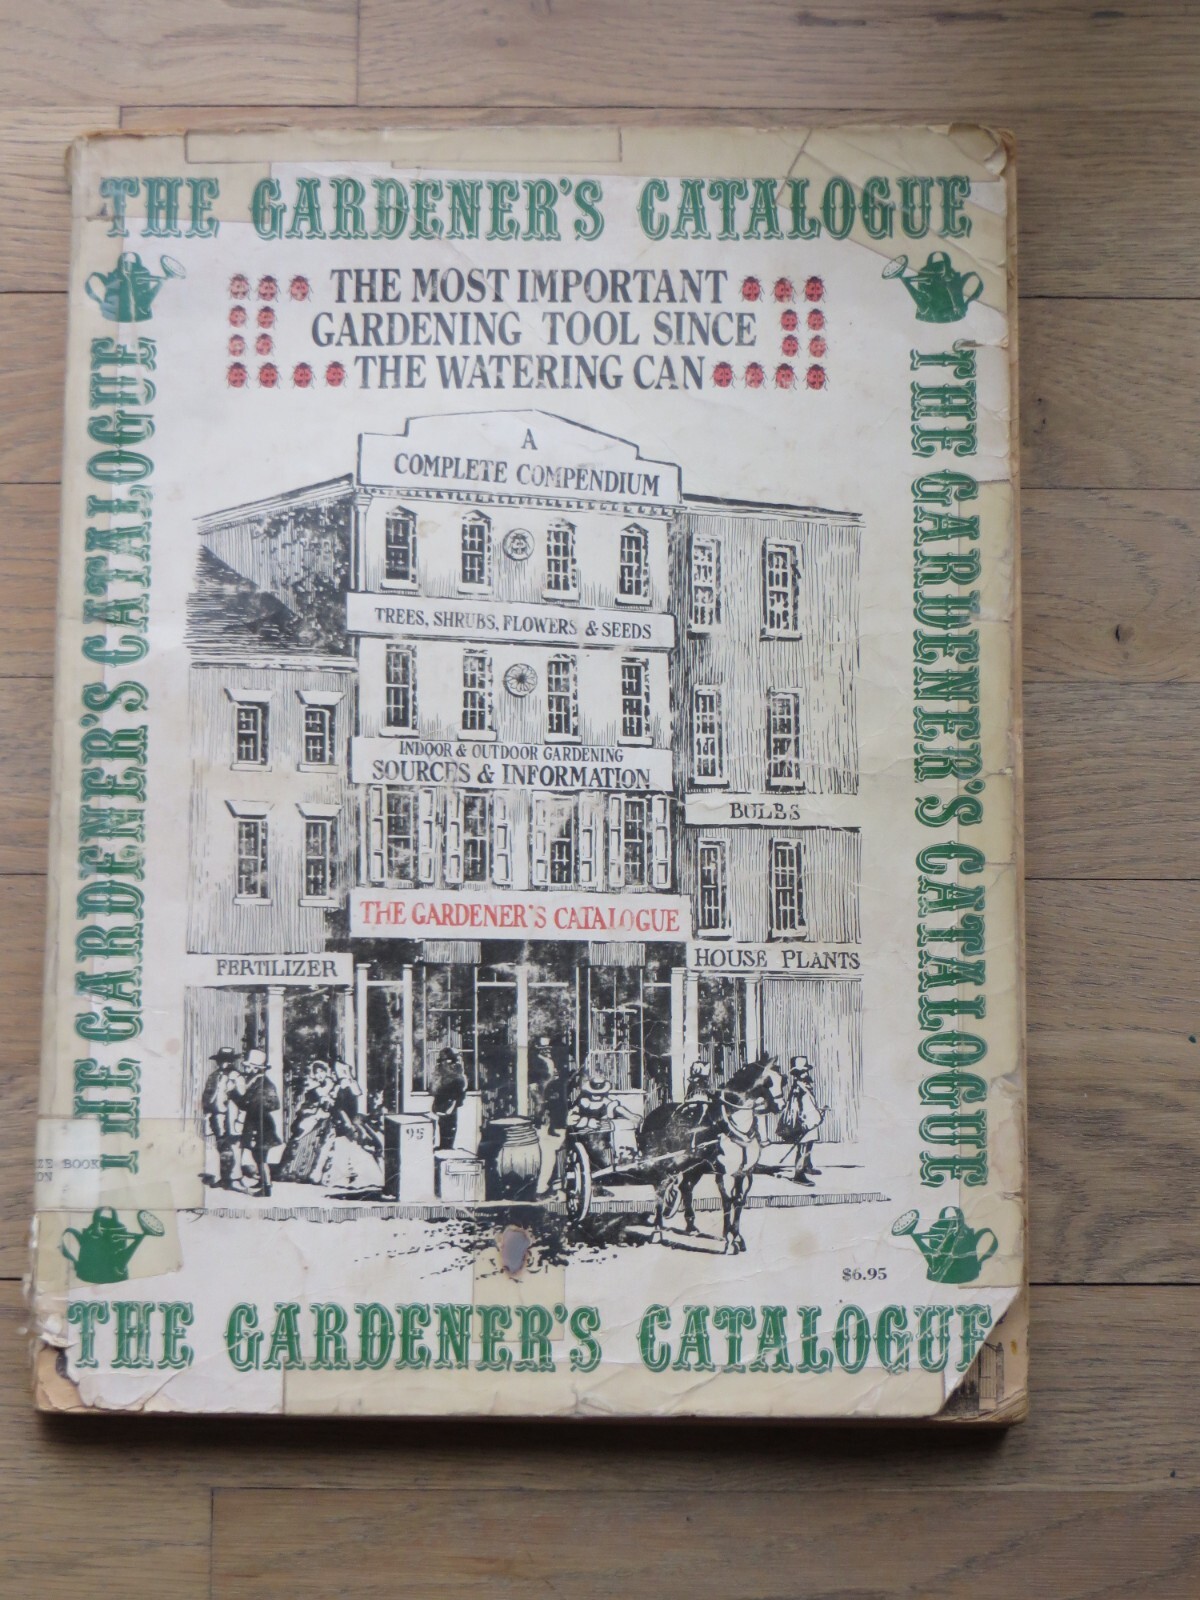 THE GARDENER'S CATALOGUE
THE MOST IMPORTANT
GARDENING TOOL SINCE
THE WATERING CAN
THE GARDENER'S CATALOGUE
THE GARDENER'S CATALOGUE
A
COMPLETE COMPENDIUM
TREES, SHRUBS, FLOWERS & SEEDS
INDOOR & OUTDOOR GARDENING
SOURCES & INFORMATION
BULBS
THE GARDENER'S CATALOGUE
FERTILIZER
HOUSE PLANTS
95
BOOK
$6.95
THE GARDENER'S CATALOGUE